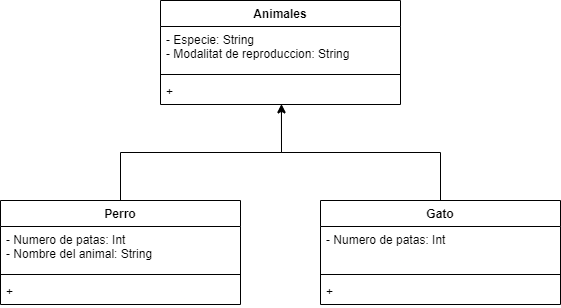 Animales
- Especie: String
- Modalitat de reproduccion: String
+
Perro
- Numero de patas: Int
- Nombre del animal: String
+
Gato
- Numero de patas: Int
+